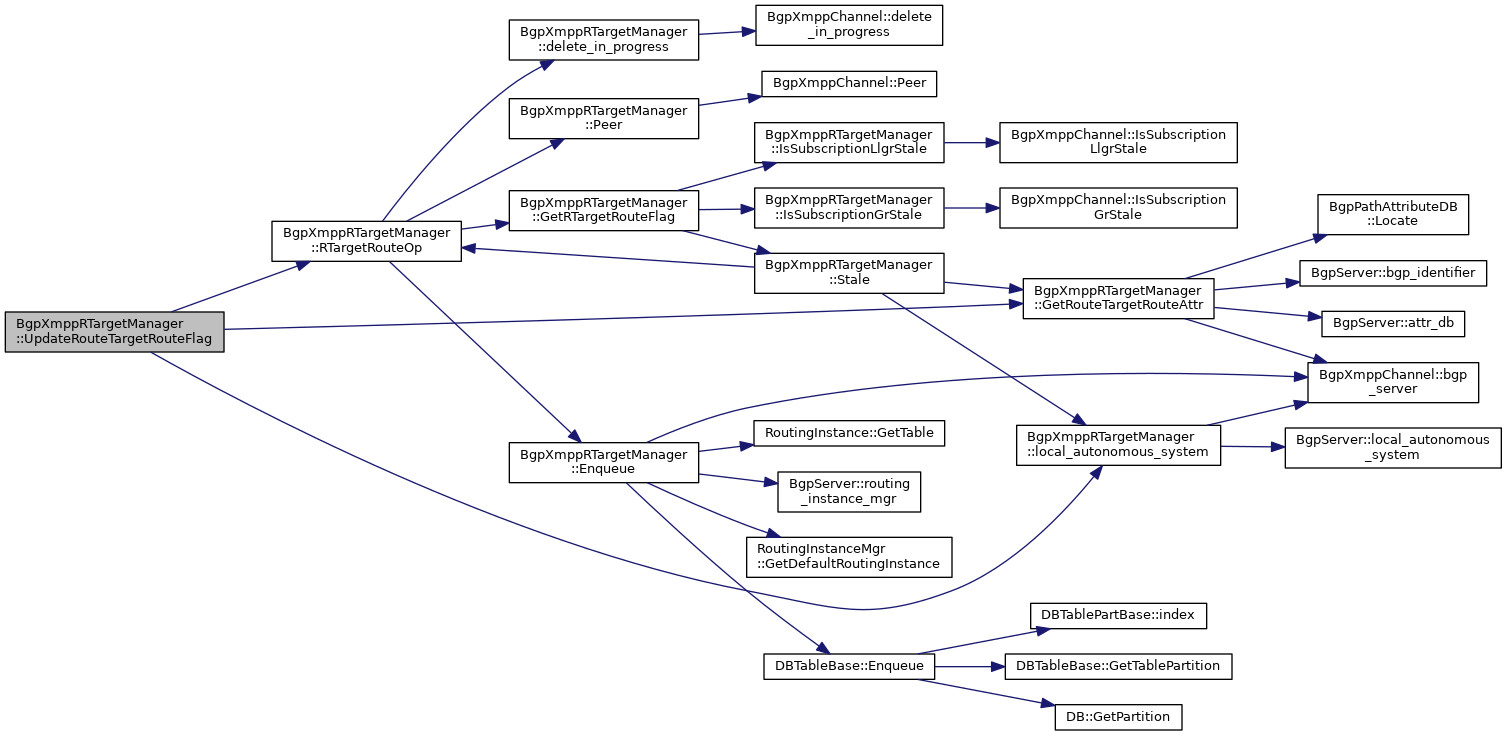 BgpXmppRTargetManager
::UpdateRouteTargetRouteFlag
BgpXmppRTargetManager
::RTargetRouteOp
BgpXmppRTargetManager
::delete_in_progress
BgpXmppChannel::delete
_in_progress
BgpXmppRTargetManager
::Peer
BgpXmppChannel::Peer
BgpXmppRTargetManager
::GetRTargetRouteFlag
BgpXmppRTargetManager
::IsSubscriptionLlgrStale
BgpXmppChannel::IsSubscription
LlgrStale
BgpXmppRTargetManager
::IsSubscriptionGrStale
BgpXmppChannel::IsSubscription
GrStale
BgpXmppRTargetManager
::Stale
BgpXmppRTargetManager
::GetRouteTargetRouteAttr
BgpPathAttributeDB
::Locate
BgpServer::bgp_identifier
BgpServer::attr_db
BgpXmppChannel::bgp
_server
BgpXmppRTargetManager
::local_autonomous_system
BgpServer::local_autonomous
_system
BgpXmppRTargetManager
::Enqueue
RoutingInstance::GetTable
BgpServer::routing
_instance_mgr
RoutingInstanceMgr
::GetDefaultRoutingInstance
DBTableBase::Enqueue
DBTablePartBase::index
DBTableBase::GetTablePartition
DB::GetPartition